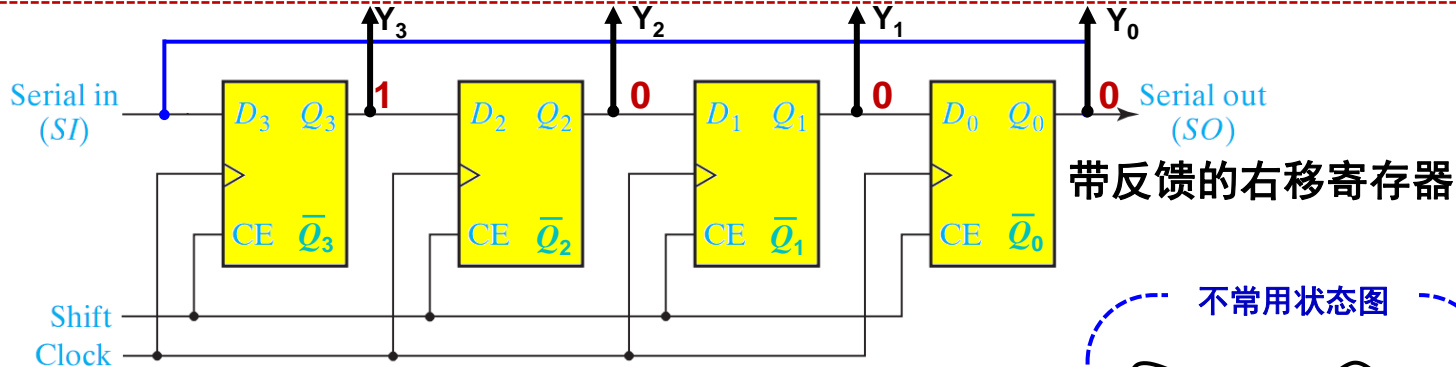 Y₃ Y₂ Y₁ Y₀
1 0 0 0
Serial in
(SI)
D₃ Q₃ D₂ Q₂ D₁ Q₁ D₀ Q₀
Serial out
(SO)
带反馈的右移寄存器
CE Q̅₃ CE Q̅₂ CE Q̅₁ CE Q̅₀
不常用状态图
Shift
Clock